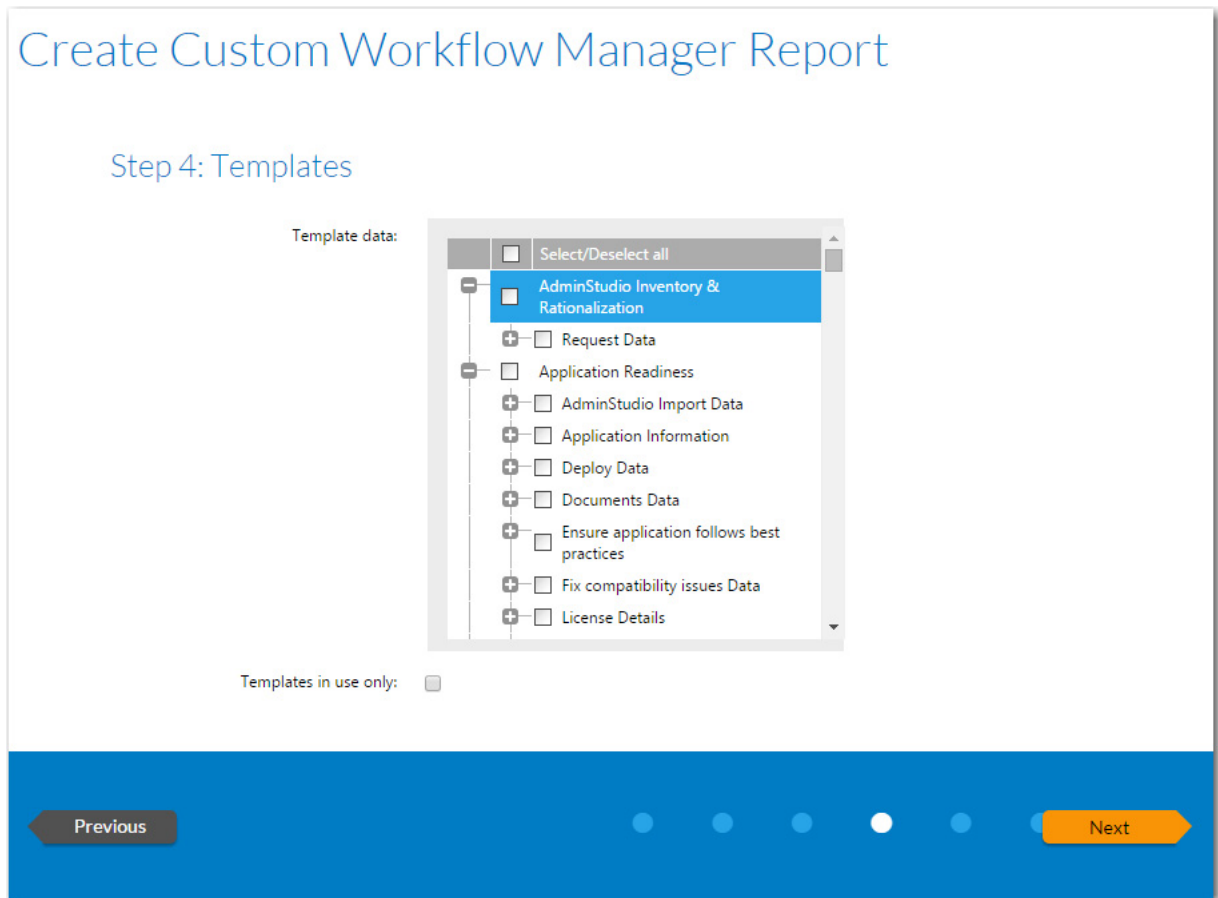 Create Custom Workflow Manager Report
Step 4: Templates
Template data:
Select/Deselect all
AdminStudio Inventory &
Rationalization
Request Data
Application Readiness
AdminStudio Import Data
Application Information
Deploy Data
Documents Data
Ensure application follows best
practices
Fix compatibility issues Data
License Details
Templates in use only:
Previous
Next